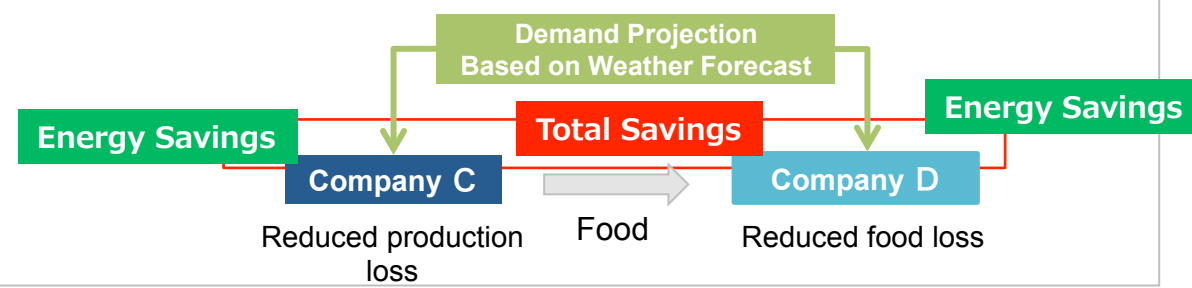 Demand Projection
Based on Weather Forecast
Energy Savings
Total Savings
Energy Savings
Company C
Company D
Food
Reduced production
loss
Reduced food loss